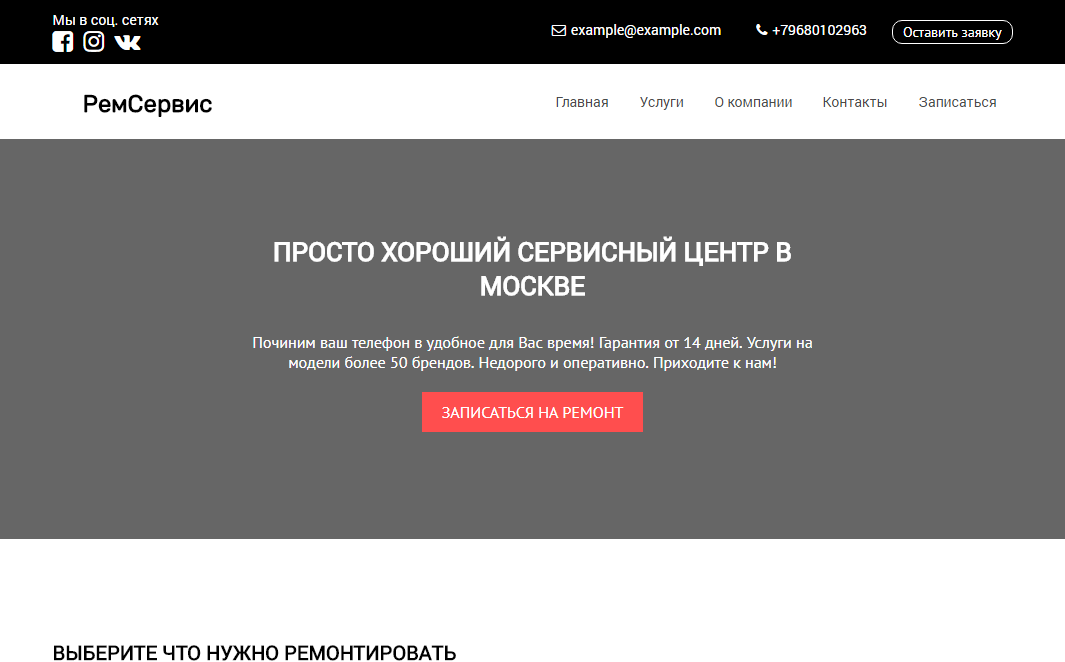 Мы в соц. сетях
example@example.com
+79680102963
Оставить заявку
РемСервис
Главная
Услуги
О компании
Контакты
Записаться
ПРОСТО ХОРОШИЙ СЕРВИСНЫЙ ЦЕНТР В
МОСКВЕ
Починим ваш телефон в удобное для Вас время! Гарантия от 14 дней. Услуги на
модели более 50 брендов. Недорого и оперативно. Приходите к нам!
ЗАПИСАТЬСЯ НА РЕМОНТ
ВЫБЕРИТЕ ЧТО НУЖНО РЕМОНТИРОВАТЬ